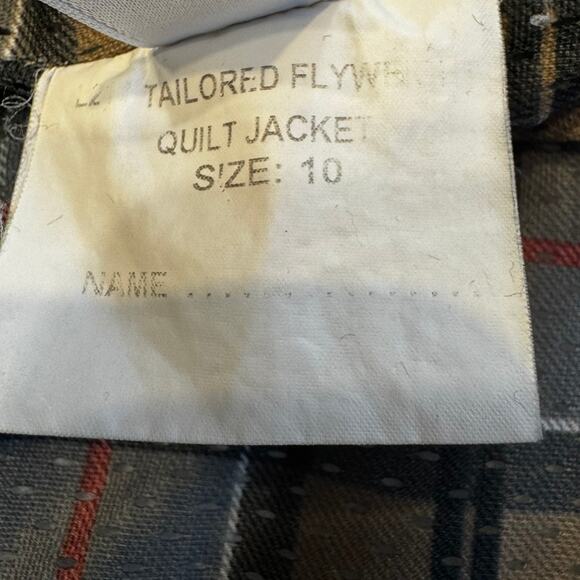 TAILORED
QUILT JACKET
SIZE: 10
NAME ....................